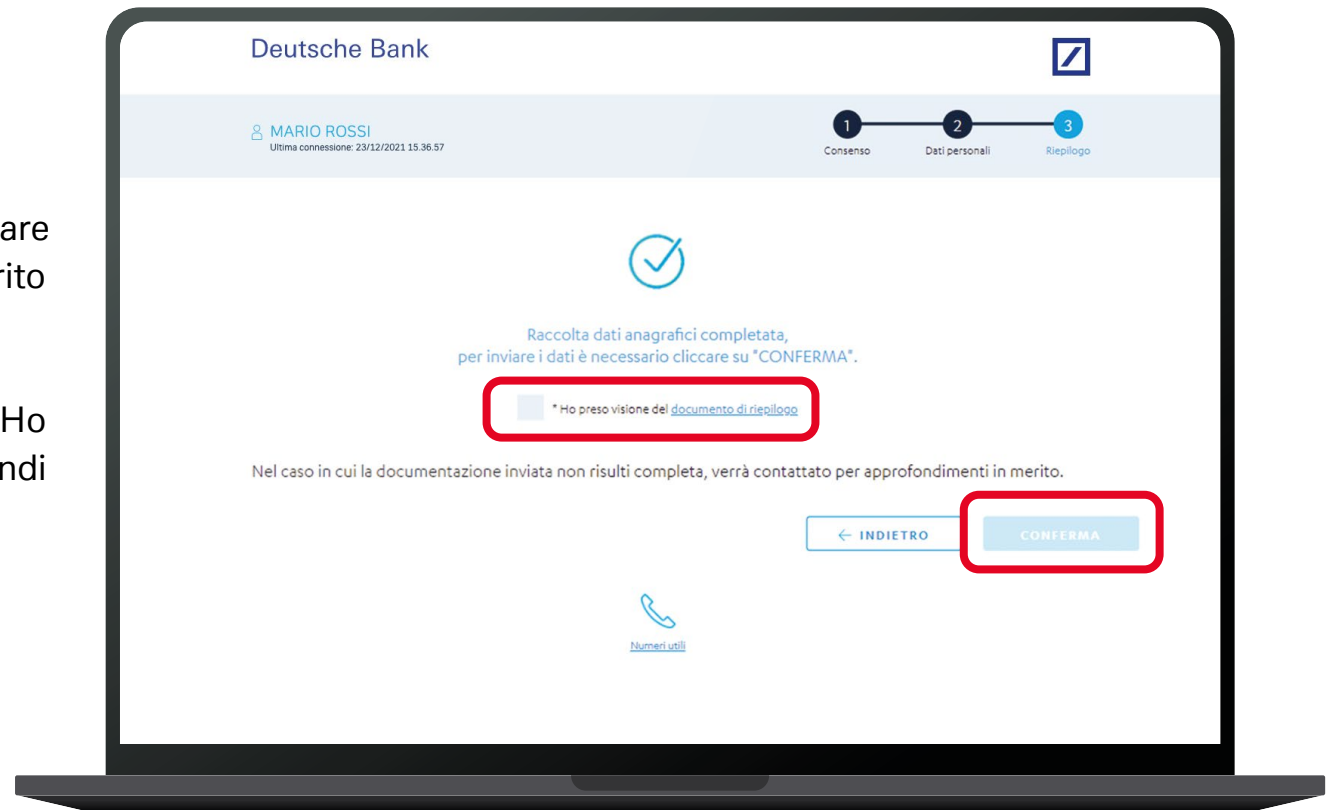 Deutsche Bank
MARIO ROSSI
Ultima connessione: 23/12/2021 15.36.57
1
2
3
Consenso
Dati personali
Riepilogo
are
rito
Raccolta dati anagrafici completata,
per inviare i dati è necessario cliccare su "CONFERMA".
* Ho preso visione del documento di riepilogo
Ho
ndi
Nel caso in cui la documentazione inviata non risulti completa, verrà contattato per approfondimenti in merito.
← INDIETRO
CONFERMA
Numeri utili